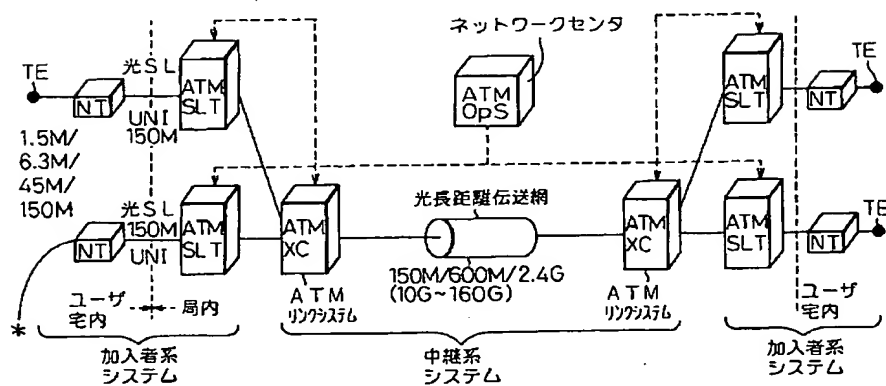 ネットワークセンタ
TE
光SL
ATM
SLT
NT
UNI
150M
1.5M/
6.3M/
45M/
150M
ATM
OpS
ATM
SLT
NT
TE
光SL
150M
UNI
NT
ATM
SLT
ATM
XC
光長距離伝送網
150M/600M/2.4G
(10G~160G)
ATM
XC
ATM
SLT
NT
TE
*
ユーザ
宅内
局内
ATM
リンクシステム
ATM
リンクシステム
ユーザ
宅内
加入者系
システム
中継系
システム
加入者系
システム